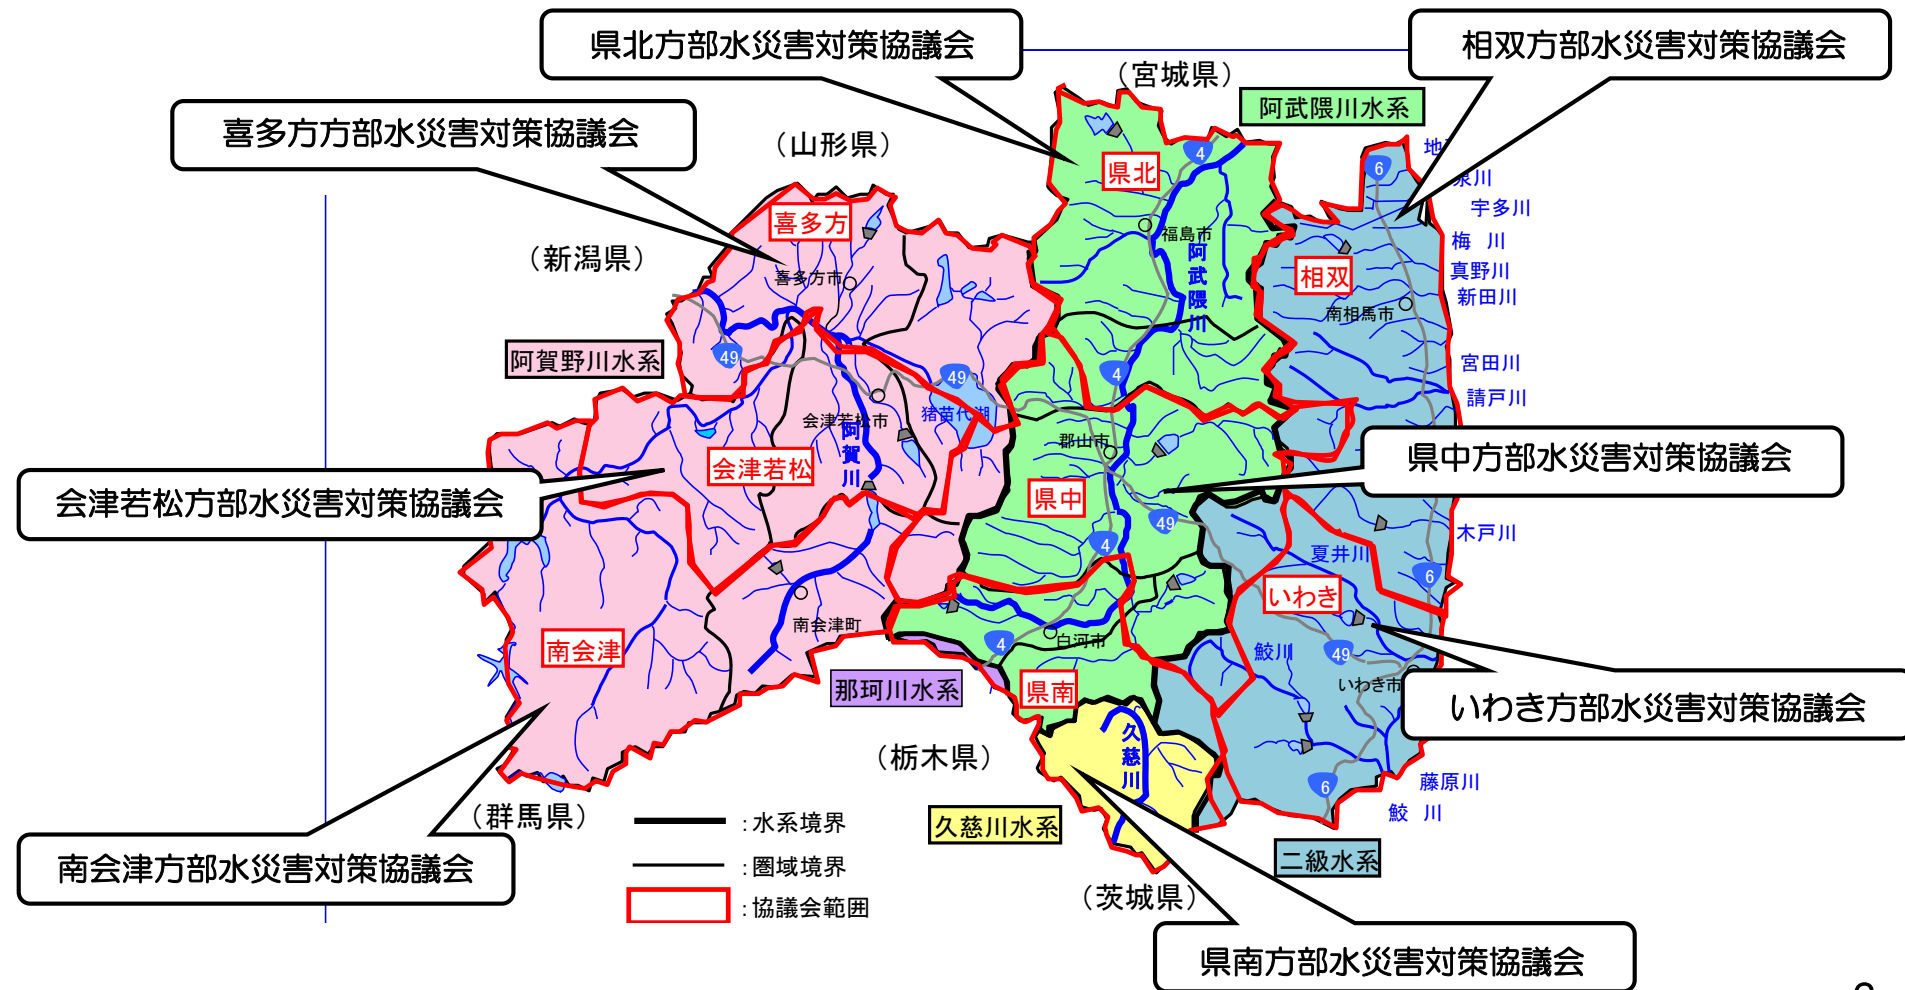 県北方部水災害対策協議会
相双方部水災害対策協議会
(宮城県)
阿武隈川水系
喜多方方部水災害対策協議会
(山形県)
地
泉川
宇多川
梅 川
真野川
新田川
宮田川
請戸川
県北
4
6
福島市
阿武隈川
喜多方
(新潟県)
喜多方市
相双
南相馬市
阿賀野川水系
49
49
4
会津若松市
猪苗代湖
阿賀川
郡山市
県中方部水災害対策協議会
会津若松
会津若松方部水災害対策協議会
県中
49
4
木戸川
夏井川
6
いわき
南会津町
南会津
白河市
4
鮫川
49
いわき市
那珂川水系
県南
いわき方部水災害対策協議会
久慈川
(栃木県)
6
藤原川
鮫 川
(群馬県)
久慈川水系
二級水系
:水系境界
:圏域境界
:協議会範囲
南会津方部水災害対策協議会
(茨城県)
県南方部水災害対策協議会